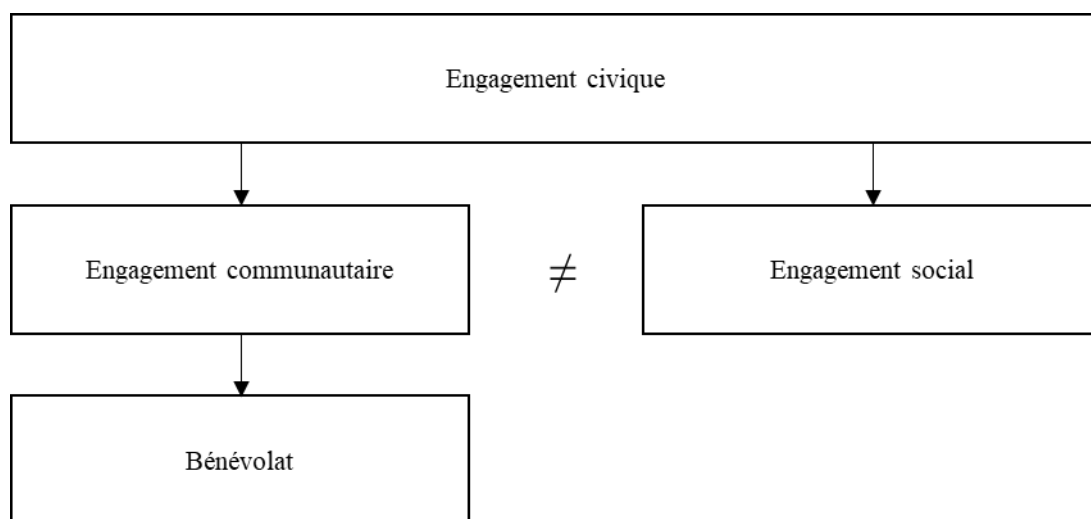 Engagement civique
Engagement communautaire
≠
Engagement social
Bénévolat